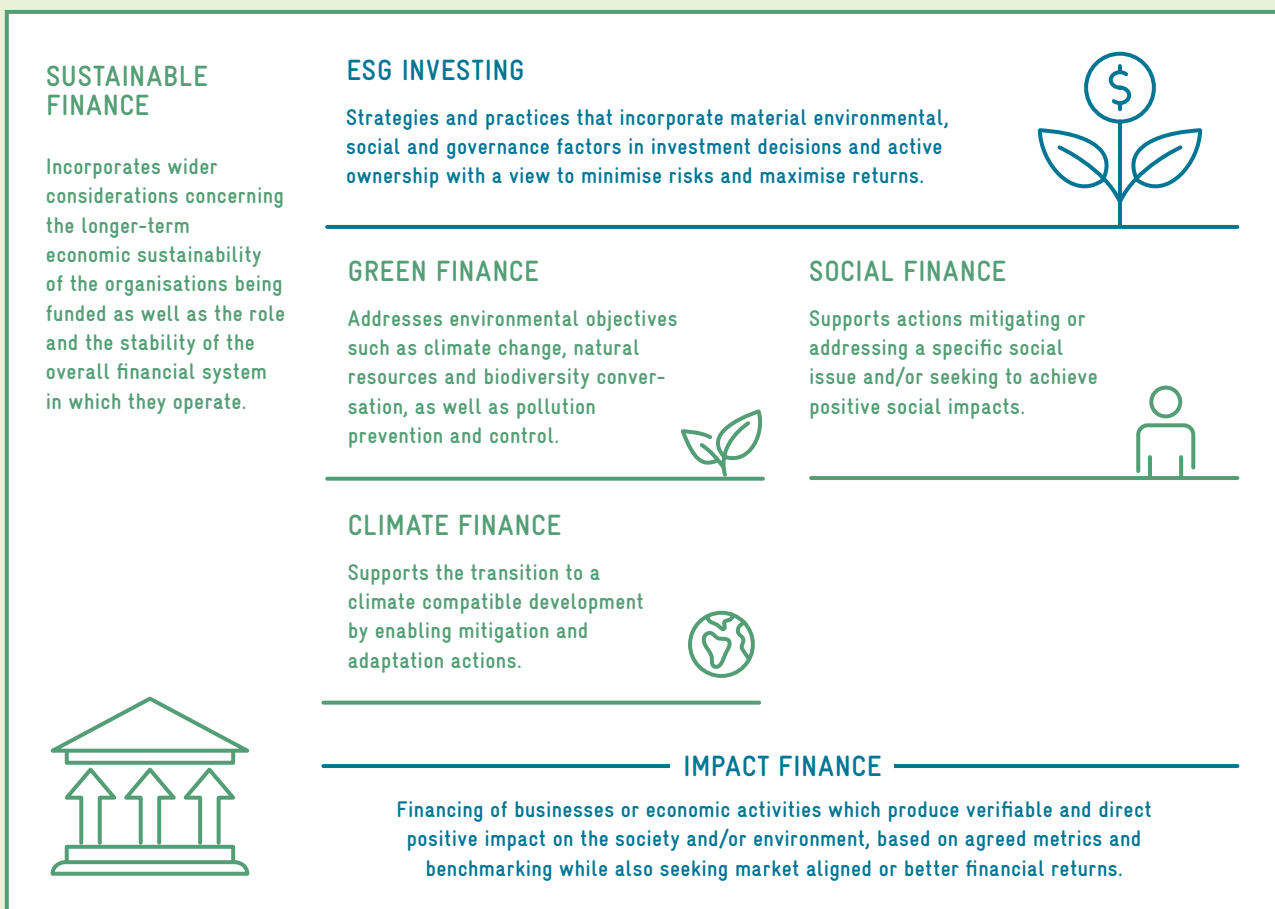 SUSTAINABLE
FINANCE
Incorporates wider
considerations concerning
the longer-term
economic sustainability
of the organisations being
funded as well as the role
and the stability of the
overall financial system
in which they operate.
ESG INVESTING
Strategies and practices that incorporate material environmental,
social and governance factors in investment decisions and active
ownership with a view to minimise risks and maximise returns.
$
GREEN FINANCE
Addresses environmental objectives
such as climate change, natural
resources and biodiversity conver-
sation, as well as pollution
prevention and control.
SOCIAL FINANCE
Supports actions mitigating or
addressing a specific social
issue and/or seeking to achieve
positive social impacts.
CLIMATE FINANCE
Supports the transition to a
climate compatible development
by enabling mitigation and
adaptation actions.
IMPACT FINANCE
Financing of businesses or economic activities which produce verifiable and direct
positive impact on the society and/or environment, based on agreed metrics and
benchmarking while also seeking market aligned or better financial returns.